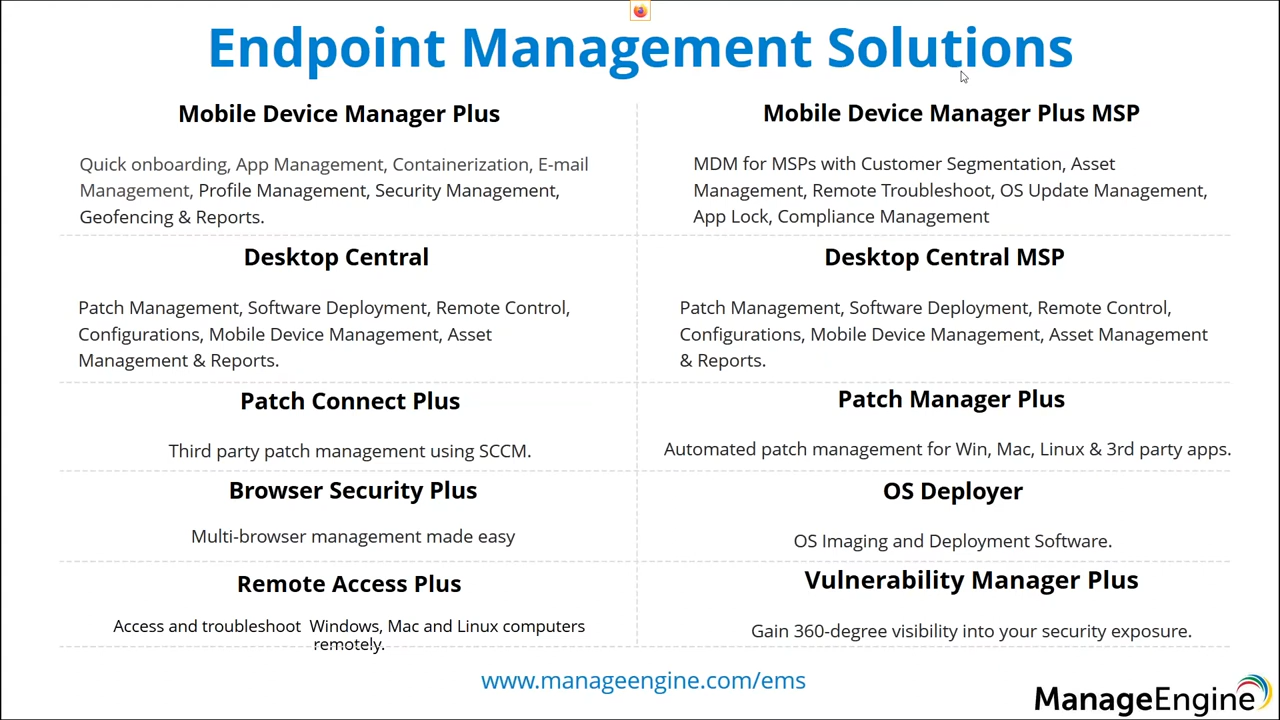 Endpoint Management Solutions
Mobile Device Manager Plus
Quick onboarding, App Management, Containerization, E-mail
Management, Profile Management, Security Management,
Geofencing & Reports.
Mobile Device Manager Plus MSP
MDM for MSPs with Customer Segmentation, Asset
Management, Remote Troubleshoot, OS Update Management,
App Lock, Compliance Management
Desktop Central
Patch Management, Software Deployment, Remote Control,
Configurations, Mobile Device Management, Asset
Management & Reports.
Desktop Central MSP
Patch Management, Software Deployment, Remote Control,
Configurations, Mobile Device Management, Asset Management
& Reports.
Patch Connect Plus
Third party patch management using SCCM.
Patch Manager Plus
Automated patch management for Win, Mac, Linux & 3rd party apps.
Browser Security Plus
Multi-browser management made easy
OS Deployer
OS Imaging and Deployment Software.
Remote Access Plus
Access and troubleshoot Windows, Mac and Linux computers
remotely.
Vulnerability Manager Plus
Gain 360-degree visibility into your security exposure.
www.manageengine.com/ems
ManageEngine